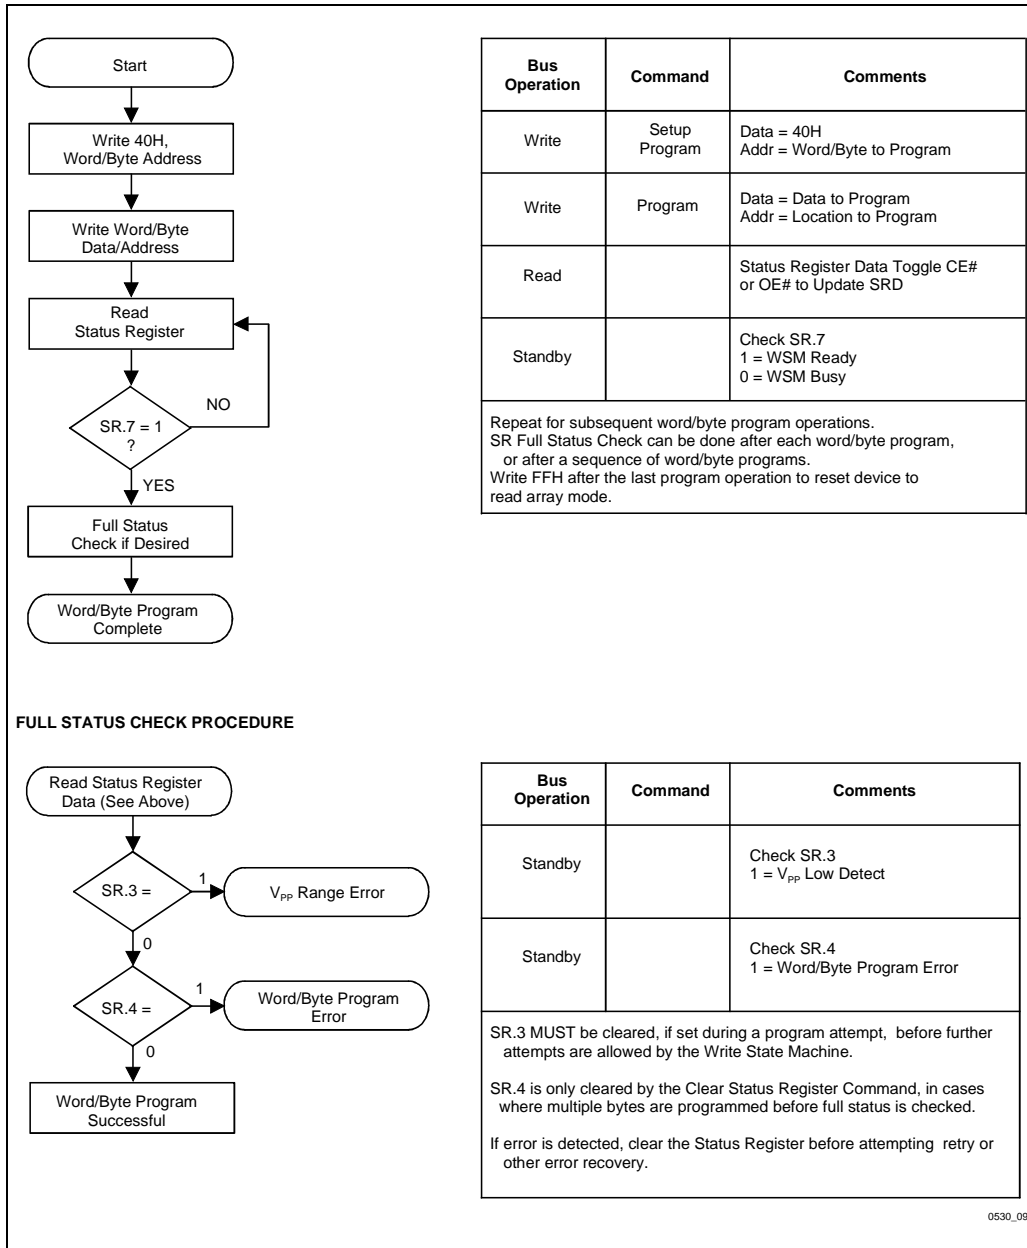 Start
Write 40H,
Word/Byte Address
Write Word/Byte
Data/Address
Read
Status Register
NO
SR.7 = 1
?
YES
Full Status
Check if Desired
Word/Byte Program
Complete
Bus
Operation
Command
Comments
Write
Setup
Program
Data = 40H
Addr = Word/Byte to Program
Write
Program
Data = Data to Program
Addr = Location to Program
Read
Status Register Data Toggle CE#
or OE# to Update SRD
Standby
Check SR.7
1 = WSM Ready
0 = WSM Busy
Repeat for subsequent word/byte program operations.
SR Full Status Check can be done after each word/byte program,
or after a sequence of word/byte programs.
Write FFH after the last program operation to reset device to
read array mode.
FULL STATUS CHECK PROCEDURE
Read Status Register
Data (See Above)
SR.3 =
1
VPP Range Error
0
SR.4 =
1
Word/Byte Program
Error
0
Word/Byte Program
Successful
Bus
Operation
Command
Comments
Standby
Check SR.3
1 = VPP Low Detect
Standby
Check SR.4
1 = Word/Byte Program Error
SR.3 MUST be cleared, if set during a program attempt, before further
attempts are allowed by the Write State Machine.
SR.4 is only cleared by the Clear Status Register Command, in cases
where multiple bytes are programmed before full status is checked.
If error is detected, clear the Status Register before attempting retry or
other error recovery.
0530_09